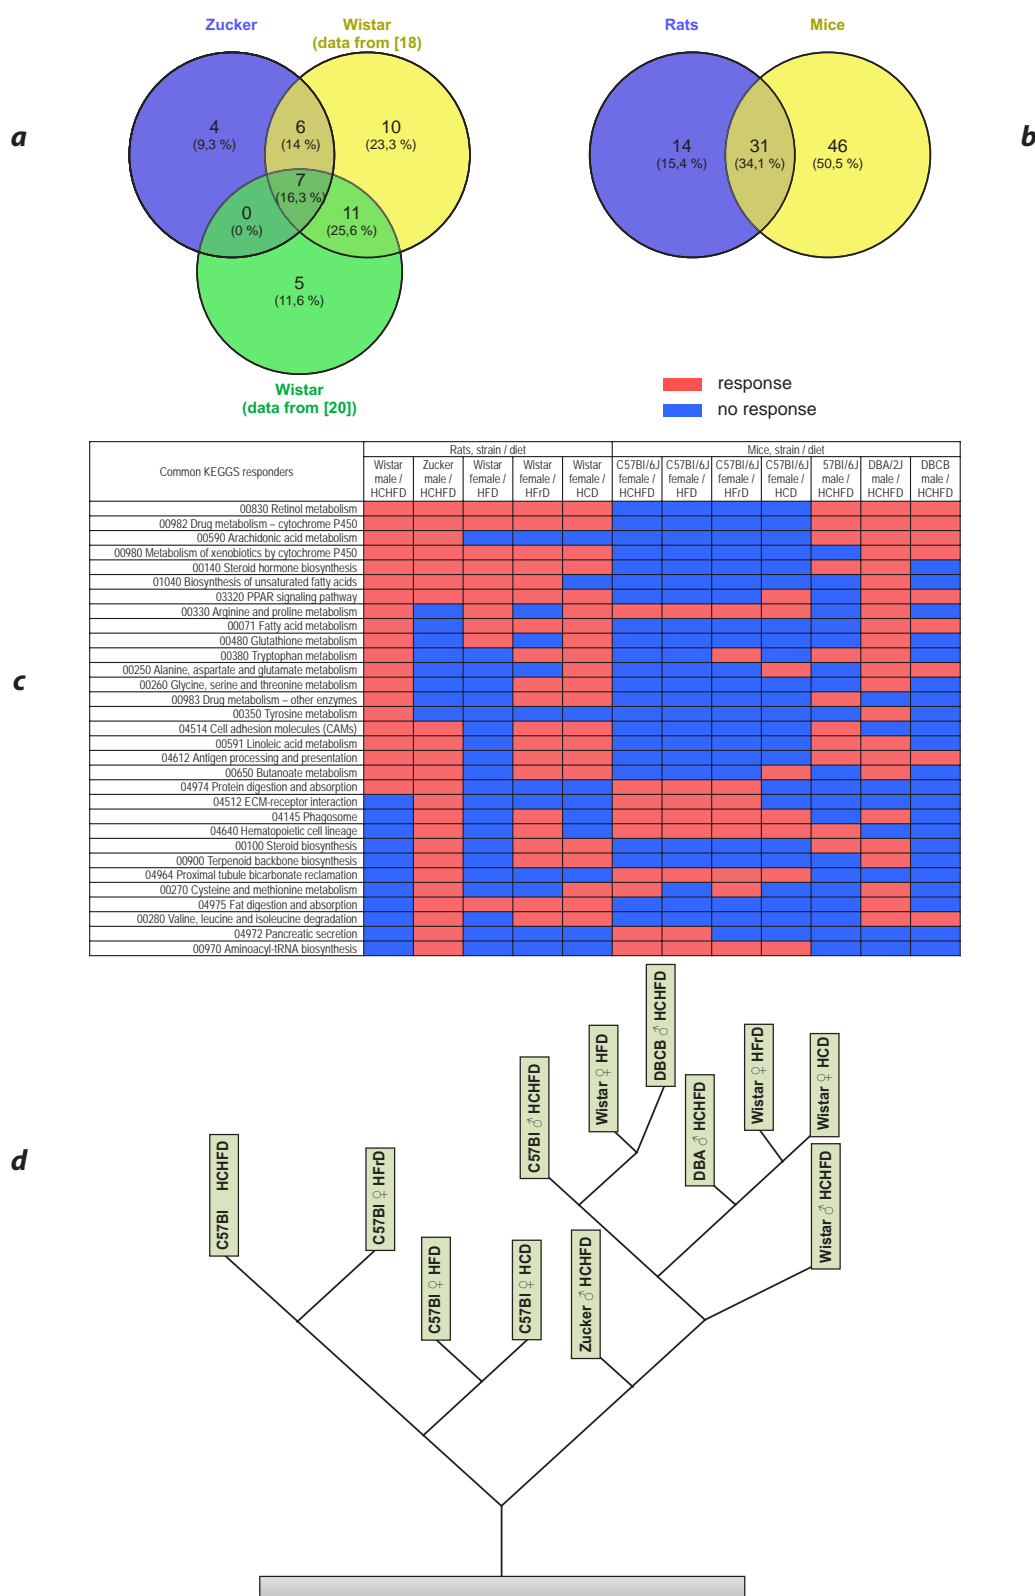 Zucker
Wistar
(data from [18)
Rats
Mice
a
b
4
(9,3 %)
6
(14 %)
10
(23,3 %)
7
(16,3 %)
0
(0 %)
11
(25,6 %)
5
(11,6 %)
Wistar
(data from [20])
14
(15,4 %)
31
(34,1 %)
46
(50,5 %)
response
no response
c
Common KEGGS responders
Rats, strain / diet
Mice, strain / diet
Wistar male / HCHFD
Zucker male / HCHFD
Wistar female / HFD
Wistar female / HFrD
Wistar female / HCD
C57Bl/6J female / HCHFD
C57Bl/6J female / HFD
C57Bl/6J female / HFrD
C57Bl/6J female / HCD
57Bl/6J male / HCHFD
DBA/2J male / HCHFD
DBCB male / HCHFD
00830 Retinol metabolism
00982 Drug metabolism – cytochrome P450
00590 Arachidonic acid metabolism
00980 Metabolism of xenobiotics by cytochrome P450
00140 Steroid hormone biosynthesis
01040 Biosynthesis of unsaturated fatty acids
03320 PPAR signaling pathway
00330 Arginine and proline metabolism
00071 Fatty acid metabolism
00480 Glutathione metabolism
00380 Tryptophan metabolism
00250 Alanine, aspartate and glutamate metabolism
00260 Glycine, serine and threonine metabolism
00983 Drug metabolism – other enzymes
00350 Tyrosine metabolism
04514 Cell adhesion molecules (CAMs)
00591 Linoleic acid metabolism
04612 Antigen processing and presentation
00650 Butanoate metabolism
04974 Protein digestion and absorption
04512 ECM-receptor interaction
04145 Phagosome
04640 Hematopoietic cell lineage
00100 Steroid biosynthesis
00900 Terpenoid backbone biosynthesis
04964 Proximal tubule bicarbonate reclamation
00270 Cysteine and methionine metabolism
04975 Fat digestion and absorption
00280 Valine, leucine and isoleucine degradation
04972 Pancreatic secretion
00970 Aminoacyl-tRNA biosynthesis
d
C57Bl HCHFD
C57Bl ♀ HFrD
C57Bl ♀ HFD
C57Bl ♀ HCD
C57Bl ♂ HCHFD
Wistar ♀ HFD
DBCB ♂ HCHFD
Zucker ♂ HCHFD
DBA ♂ HCHFD
Wistar ♀ HFrD
Wistar ♀ HCD
Wistar ♂ HCHFD